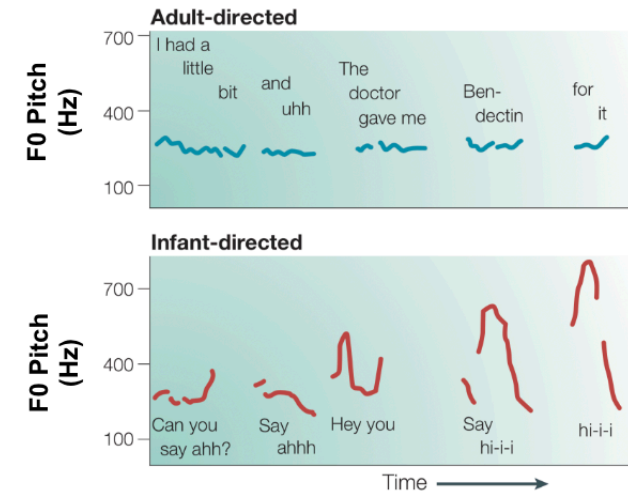 Adult-directed
F0 Pitch
(Hz)
700
400
100
I had a
little
bit
and
uhh
The
doctor
gave me
Ben-
dectin
for
it
Infant-directed
F0 Pitch
(Hz)
700
400
100
Can you
say ahh?
Say
ahhh
Hey you
Say
hi-i-i
hi-i-i
Time